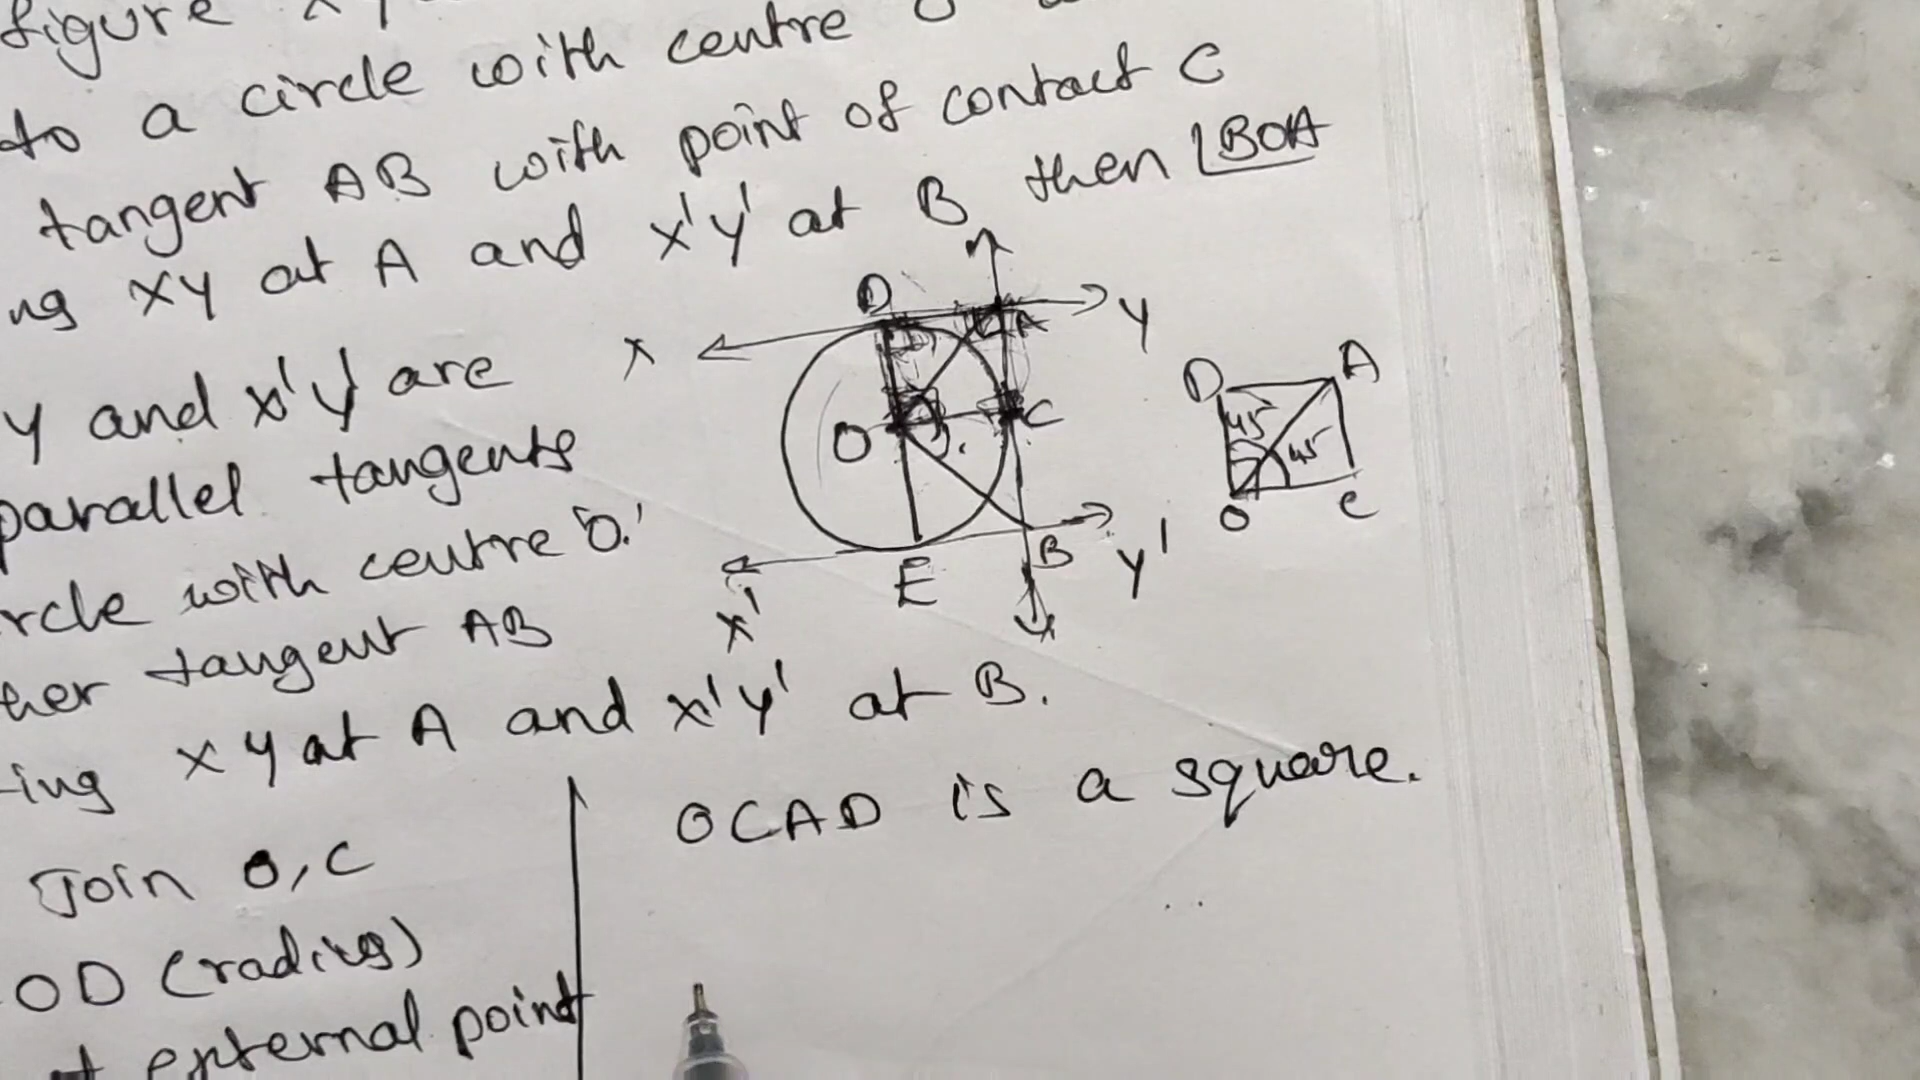 figure X Y
to a circle with centre O
tangent AB with point of contact C
ng XY at A and X'Y' at B then ∠BOA
D A Y
X
O C
E B Y'
X'
D A
45 45
O C
Y and X'Y' are
parallel tangents
rcle with centre 'O.'
her tangent AB
ing XY at A and X'Y' at B.
Join O, C
OD (radius)
external point
OCAD is a square.